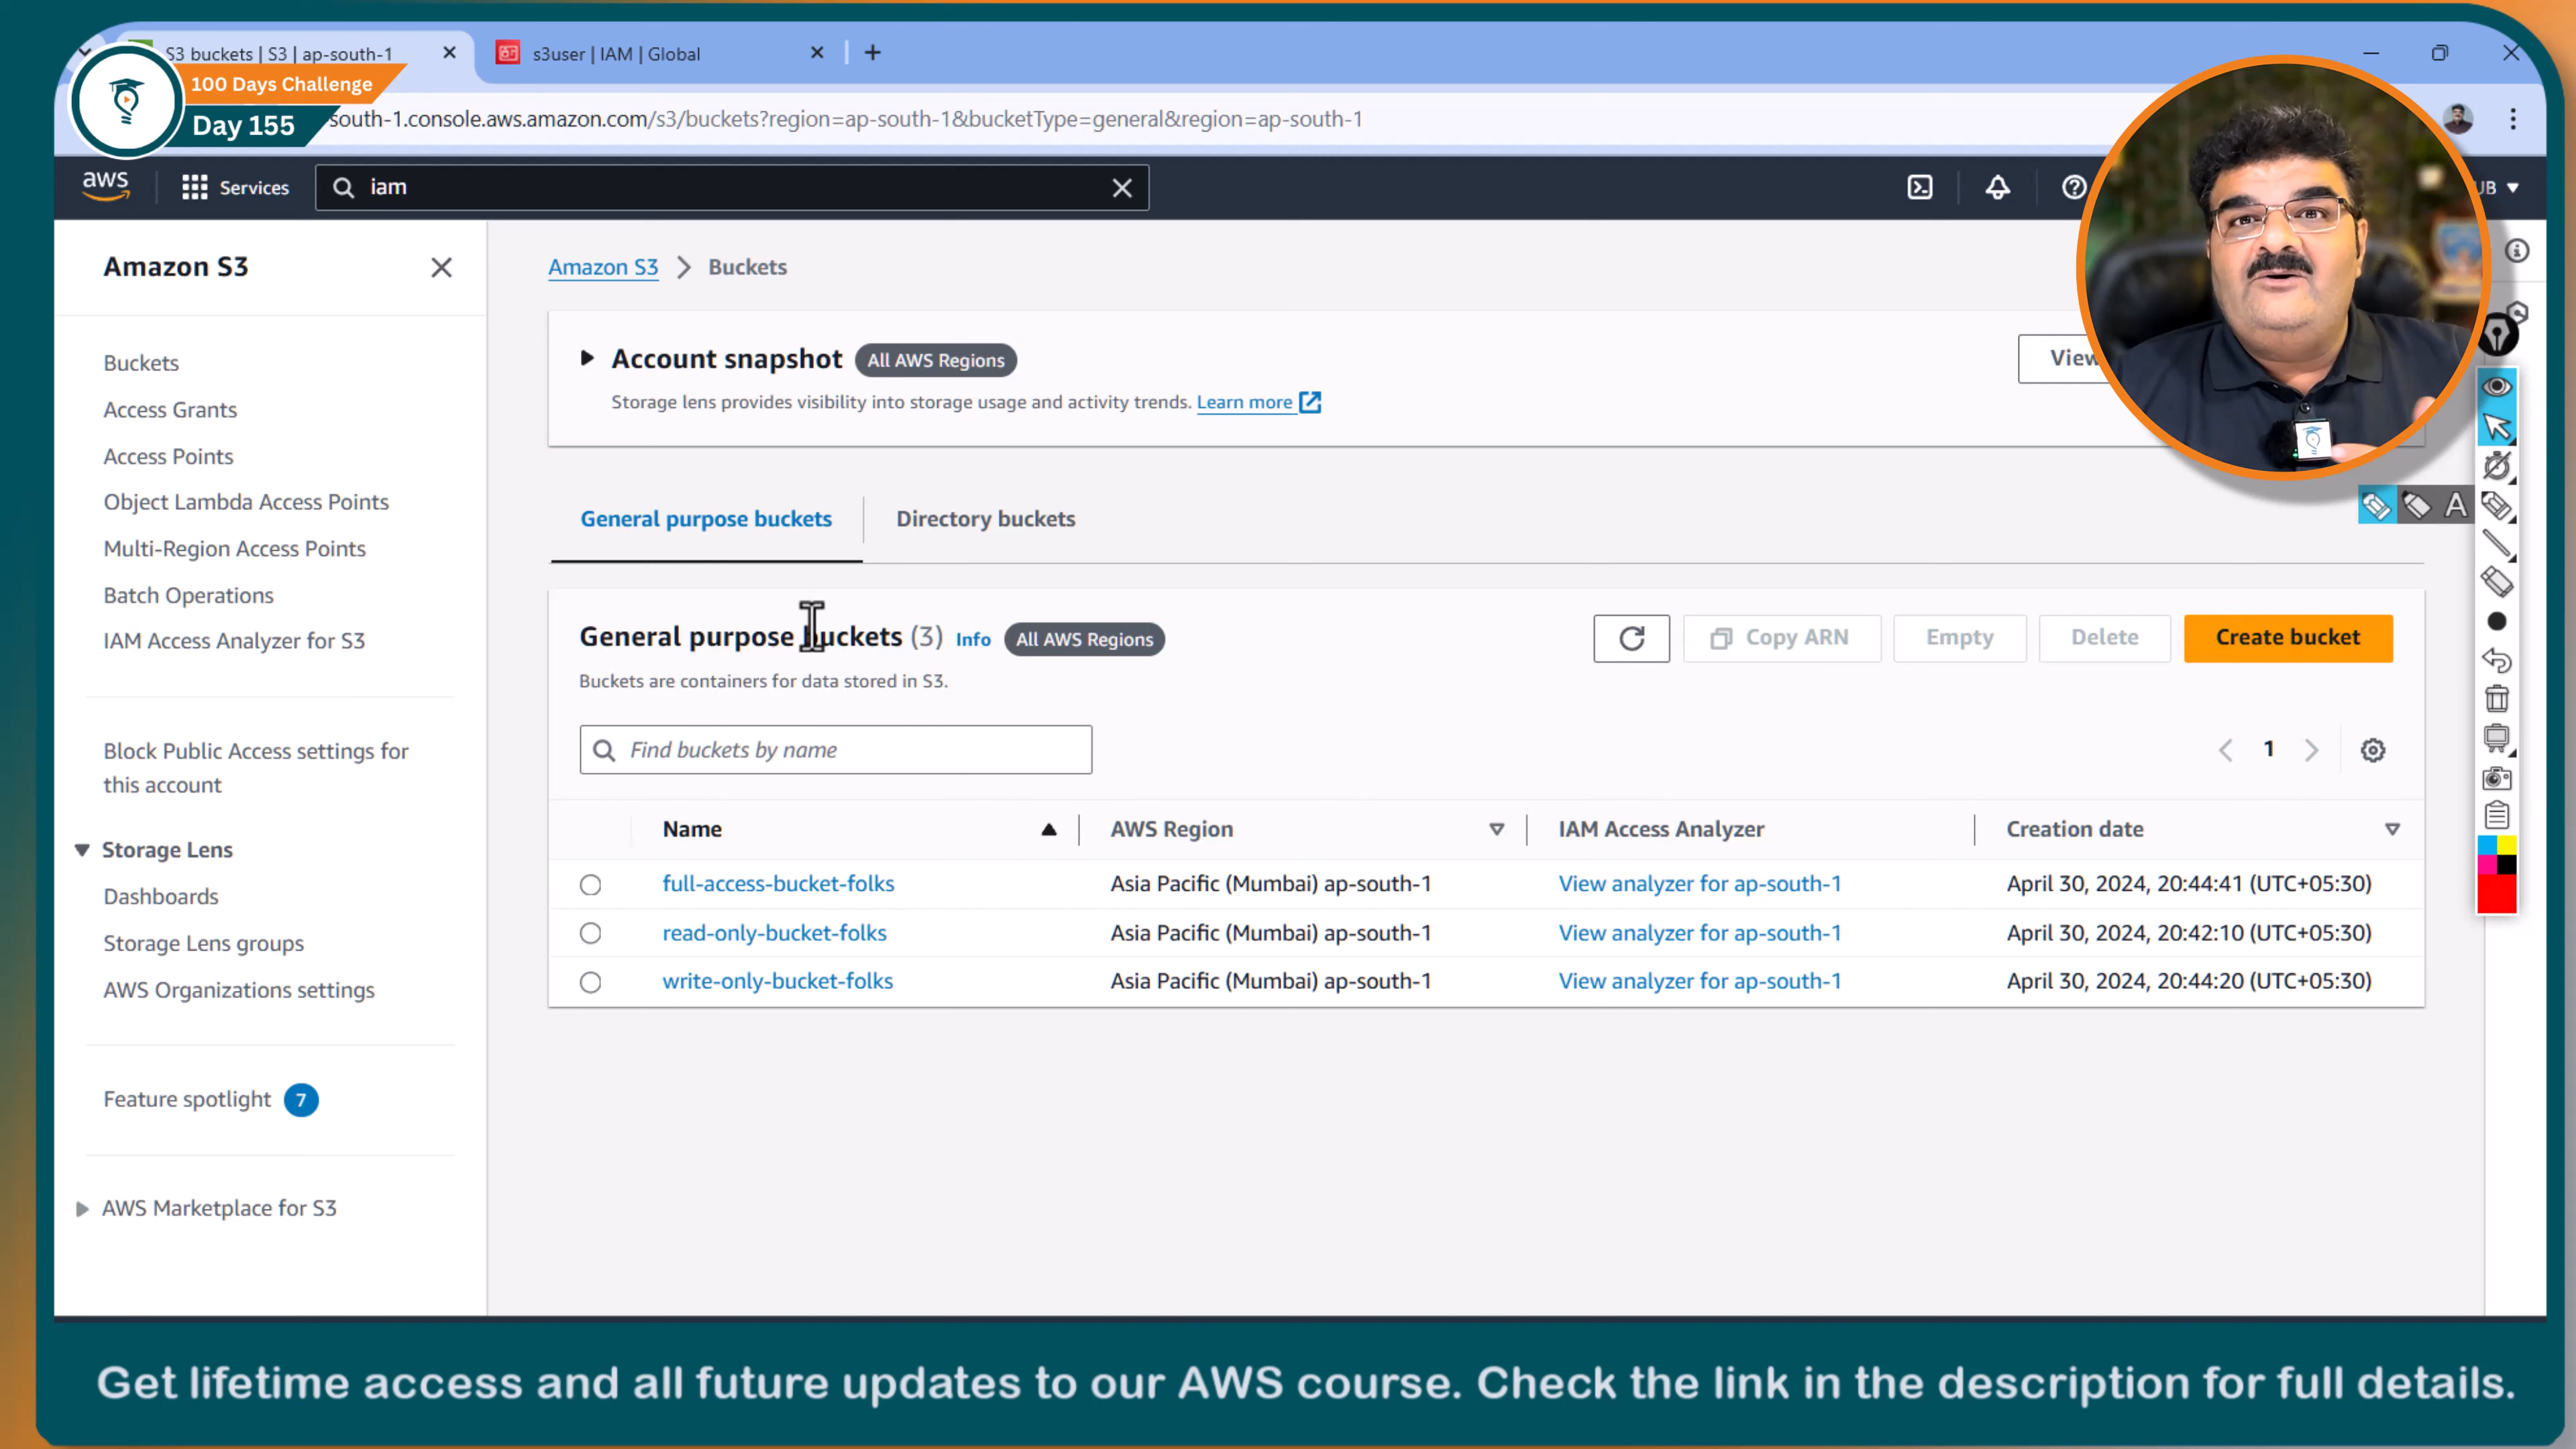 S3 buckets | S3 | ap-south-1
s3user | IAM | Global
100 Days Challenge
Day 155
south-1.console.aws.amazon.com/s3/buckets?region=ap-south-1&bucketType=general&region=ap-south-1
aws
Services
iam
UB
Amazon S3
Buckets
Access Grants
Access Points
Object Lambda Access Points
Multi-Region Access Points
Batch Operations
IAM Access Analyzer for S3
Block Public Access settings for
this account
Storage Lens
Dashboards
Storage Lens groups
AWS Organizations settings
Feature spotlight 7
AWS Marketplace for S3
Amazon S3 > Buckets
Account snapshot All AWS Regions
View
Storage lens provides visibility into storage usage and activity trends. Learn more
General purpose buckets
Directory buckets
A
General purpose buckets (3) Info All AWS Regions
Copy ARN
Empty
Delete
Create bucket
Buckets are containers for data stored in S3.
Find buckets by name
1
Name AWS Region IAM Access Analyzer Creation date
full-access-bucket-folks Asia Pacific (Mumbai) ap-south-1 View analyzer for ap-south-1 April 30, 2024, 20:44:41 (UTC+05:30)
read-only-bucket-folks Asia Pacific (Mumbai) ap-south-1 View analyzer for ap-south-1 April 30, 2024, 20:42:10 (UTC+05:30)
write-only-bucket-folks Asia Pacific (Mumbai) ap-south-1 View analyzer for ap-south-1 April 30, 2024, 20:44:20 (UTC+05:30)
Get lifetime access and all future updates to our AWS course. Check the link in the description for full details.